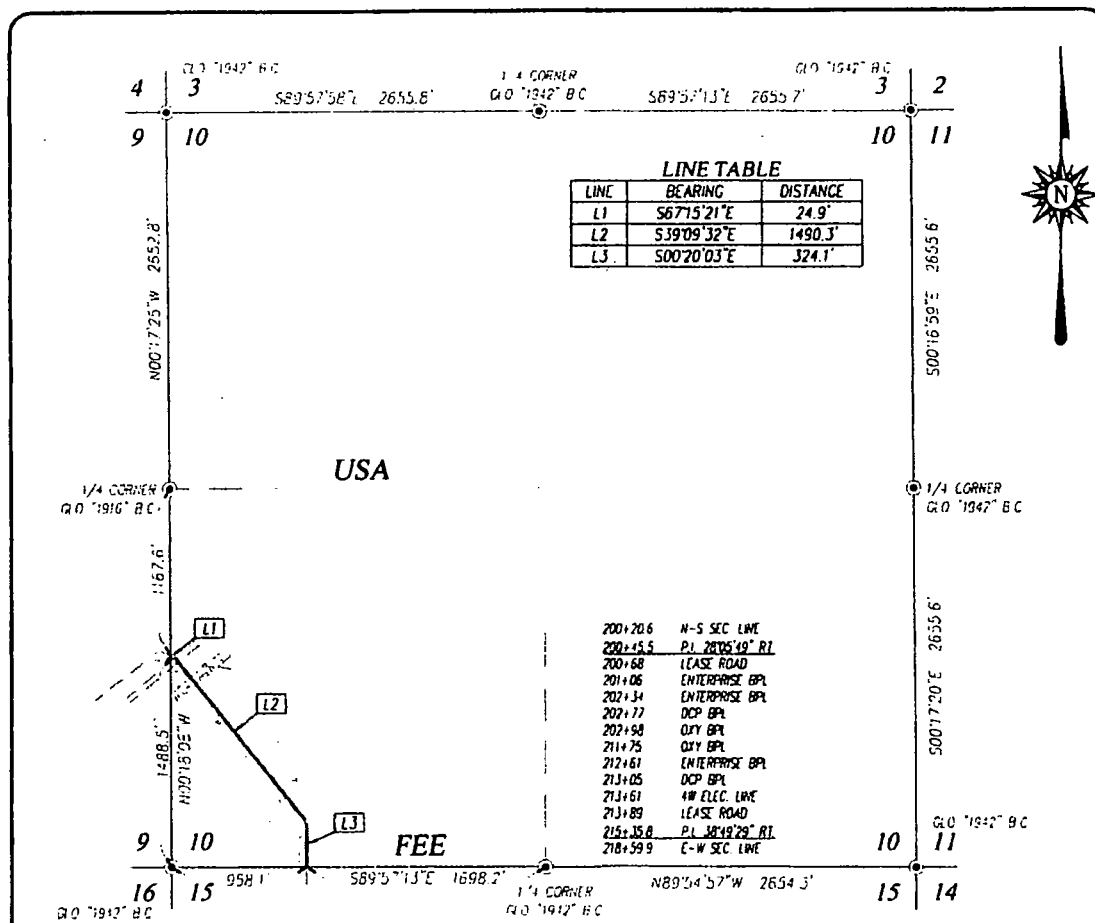 GLO "1942" B.C
1/4 CORNER
GLO "1942" B.C
GLO "1942" B.C
4 3
S89°57'58"E 2655.8'
S89°57'13"E 2655.7'
3 2
9 10
10 11
LINE TABLE
LINE BEARING DISTANCE
L1 S67°15'21"E 24.9'
L2 S39°09'32"E 1490.3'
L3 S00°20'03"E 324.1'
N
N00°17'25"W 2652.8'
S00°16'59"E 2655.6'
USA
1/4 CORNER
GLO "1916" B.C.
1/4 CORNER
GLO "1942" B.C
1167.6'
L1
L2
L3
1488.5'
S00°17'20"E 2655.6'
200+20.6 N-S SEC LINE
200+45.5 P.I. 28°05'49" RT
200+68 LEASE ROAD
201+06 ENTERPRISE BPL
202+34 ENTERPRISE BPL
202+77 DCP BPL
202+98 OXY BPL
211+75 OXY BPL
212+61 ENTERPRISE BPL
213+05 DCP BPL
213+61 4W ELEC. LINE
213+89 LEASE ROAD
215+35.8 P.I. 38°49'29" RT
218+59.9 E-W SEC. LINE
GLO "1942" B.C
9 10
FEE
10 11
958.1'
S89°57'13"E 1698.2'
N89°54'57"W 2654.3'
16 15
1/4 CORNER
GLO "1942" B.C
15 14
GLO "1942" B.C